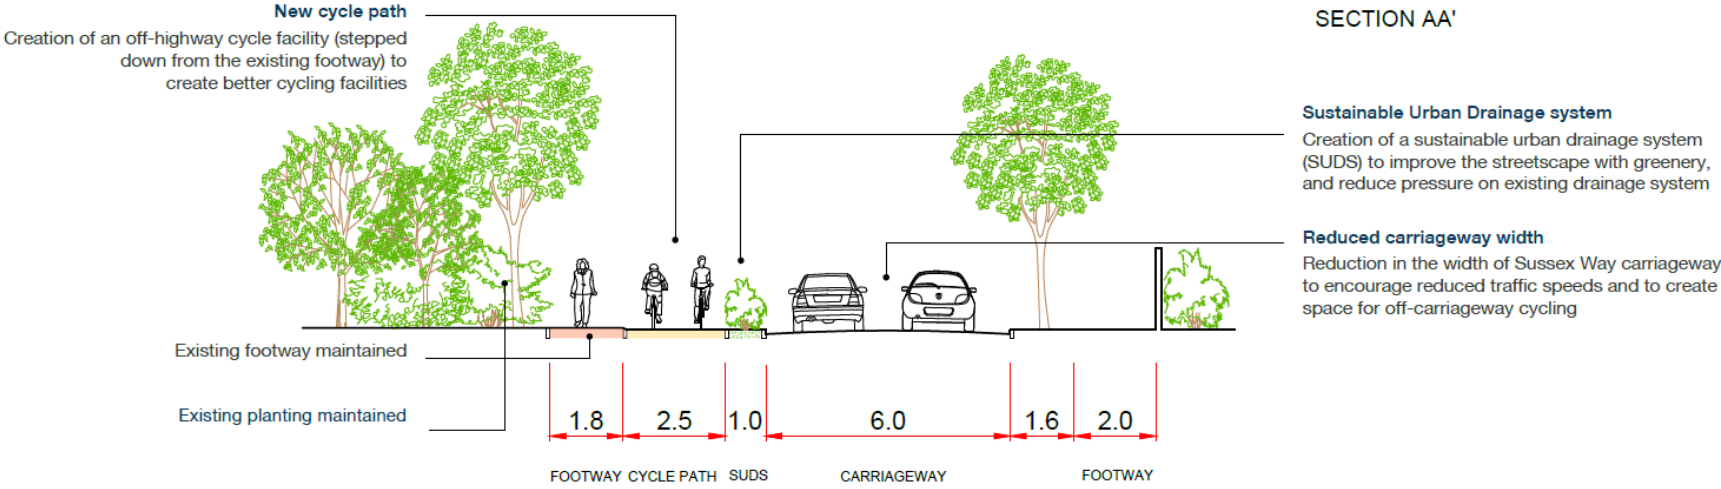 New cycle path
Creation of an off-highway cycle facility (stepped
down from the existing footway) to
create better cycling facilities
SECTION AA'
Sustainable Urban Drainage system
Creation of a sustainable urban drainage system
(SUDS) to improve the streetscape with greenery,
and reduce pressure on existing drainage system
Reduced carriageway width
Reduction in the width of Sussex Way carriageway
to encourage reduced traffic speeds and to create
space for off-carriageway cycling
Existing footway maintained
Existing planting maintained
1.8 2.5 1.0 6.0 1.6 2.0
FOOTWAY CYCLE PATH SUDS CARRIAGEWAY FOOTWAY